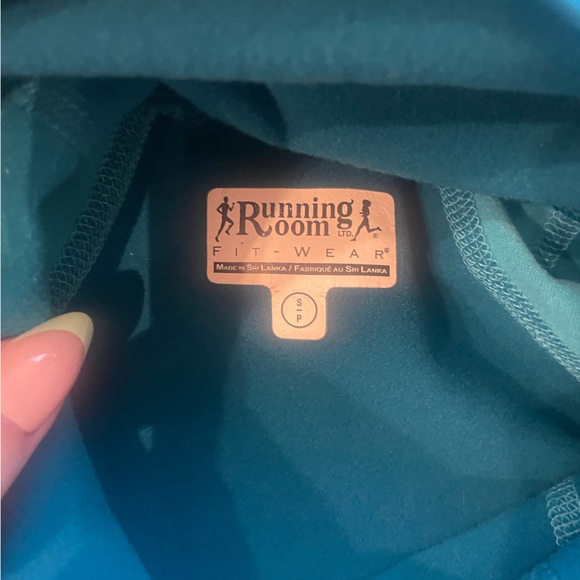 Running
Room LTD.®
FIT-WEAR®
MADE IN SRI LANKA / FABRIQUÉ AU SRI LANKA
S
P